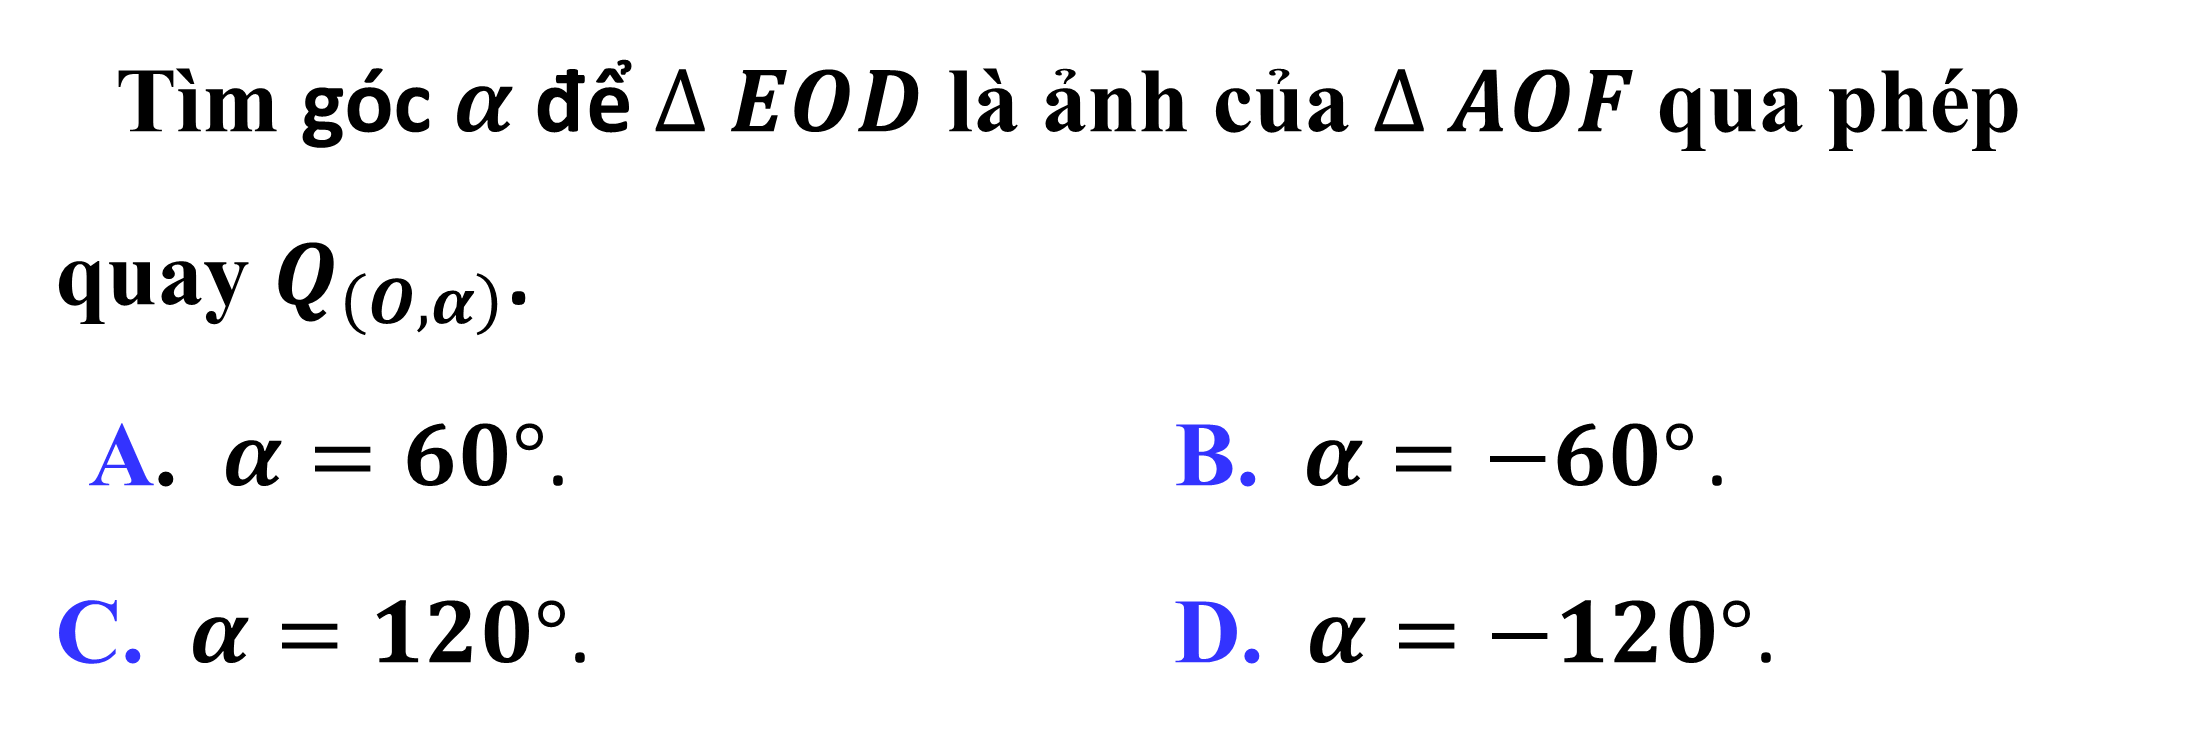 Tìm góc α để Δ EOD là ảnh của Δ AOF qua phép
quay Q(O,α).
A. α = 60°. B. α = −60°.
C. α = 120°. D. α = −120°.